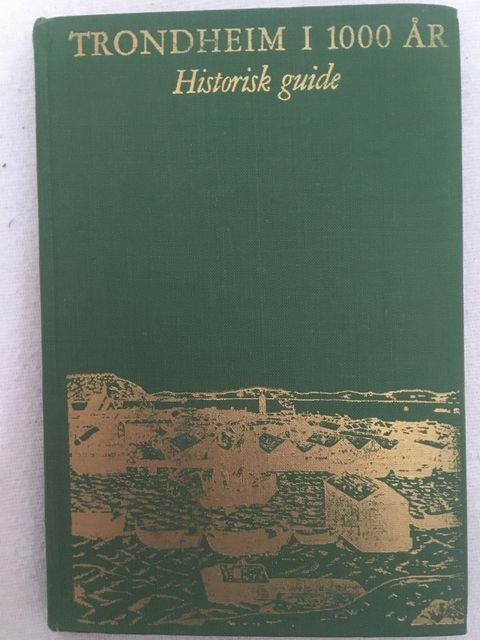 TRONDHEIM I 1000 ÅR
Historisk guide